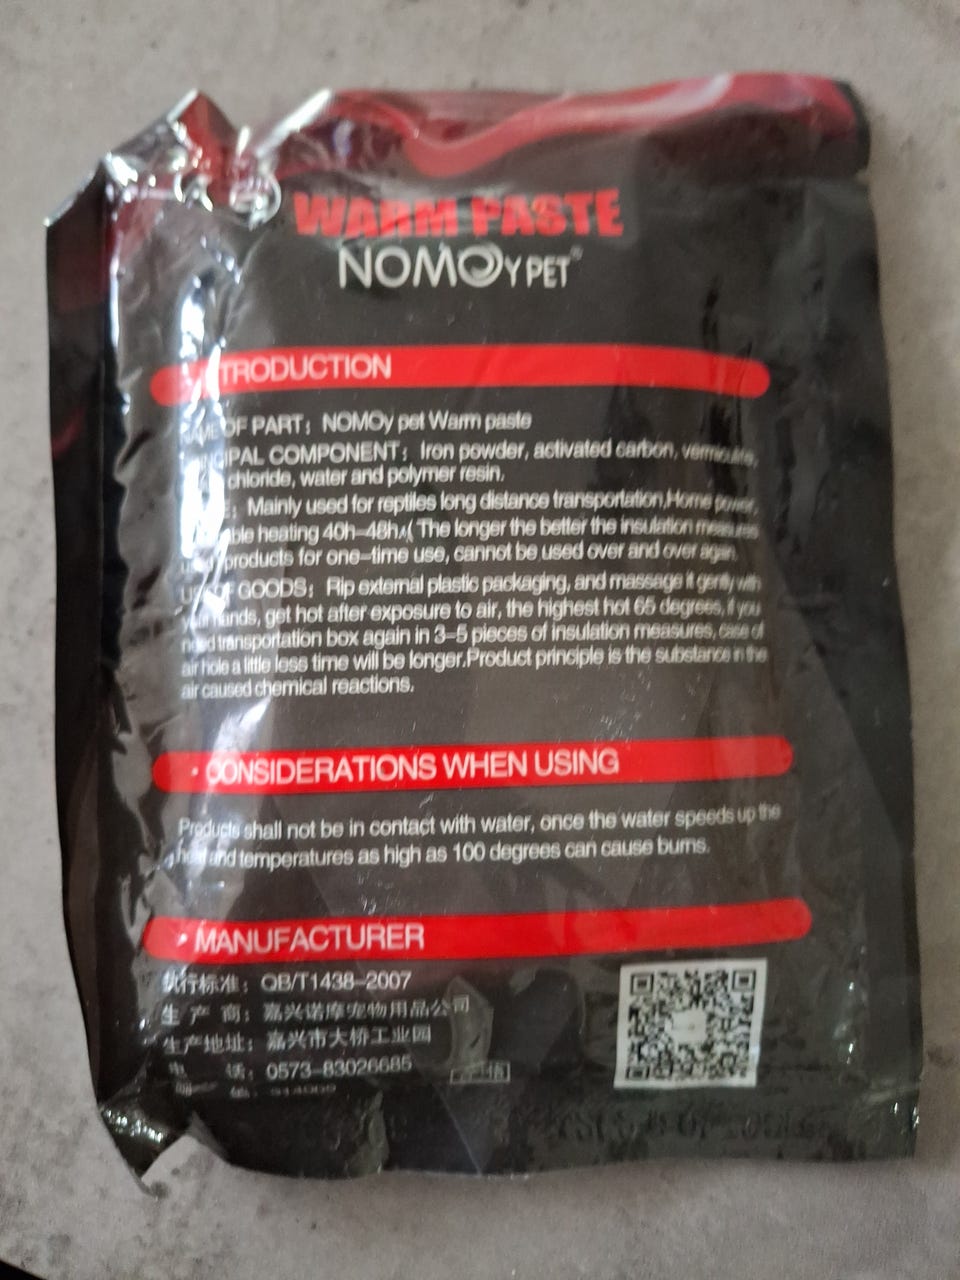 WARM PASTE
NOMOY PET
TRODUCTION
NAME OF PART: NOMOy pet Warm paste
PRINCIPAL COMPONENT: Iron powder, activated carbon, vermiculite,
chloride, water and polymer resin.
: Mainly used for reptiles long distance transportation.Home power,
ble heating 40h-48h.( The longer the better the insulation measures
used) products for one-time use, cannot be used over and over again.
GOODS: Rip external plastic packaging, and massage it gently with
your hands, get hot after exposure to air, the highest hot 65 degrees, if you
need transportation box again in 3-5 pieces of insulation measures, case of
air hole a little less time will be longer.Product principle is the substance in the
air caused chemical reactions.
· CONSIDERATIONS WHEN USING
Products shall not be in contact with water, once the water speeds up the
heat and temperatures as high as 100 degrees can cause burns.
· MANUFACTURER
执行标准: QB/T1438-2007
生 产 商: 嘉兴诺摩宠物用品公司
生产地址: 嘉兴市大桥工业园
电 话: 0573-83026685